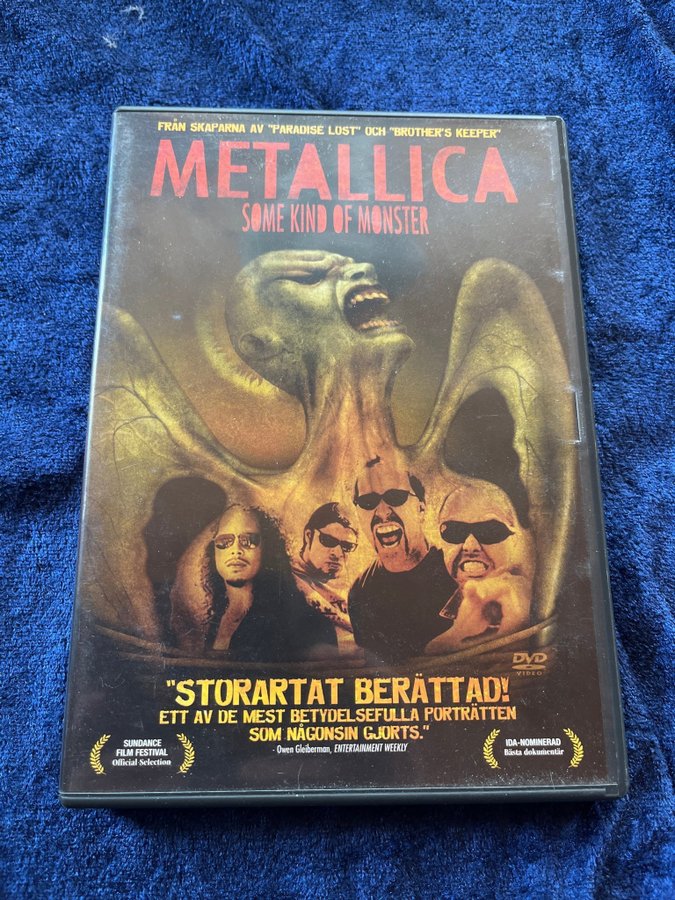 FRÅN SKAPARNA AV "PARADISE LOST" OCH "BROTHER'S KEEPER"
METALLICA
SOME KIND OF MONSTER
DVD
VIDEO
"STORARTAT BERÄTTAD!
ETT AV DE MEST BETYDELSEFULLA PORTRÄTTEN
SOM NÅGONSIN GJORTS."
- Owen Gleiberman, ENTERTAINMENT WEEKLY
SUNDANCE
FILM FESTIVAL
Official Selection
IDA-NOMINERAD
Bästa dokumentär